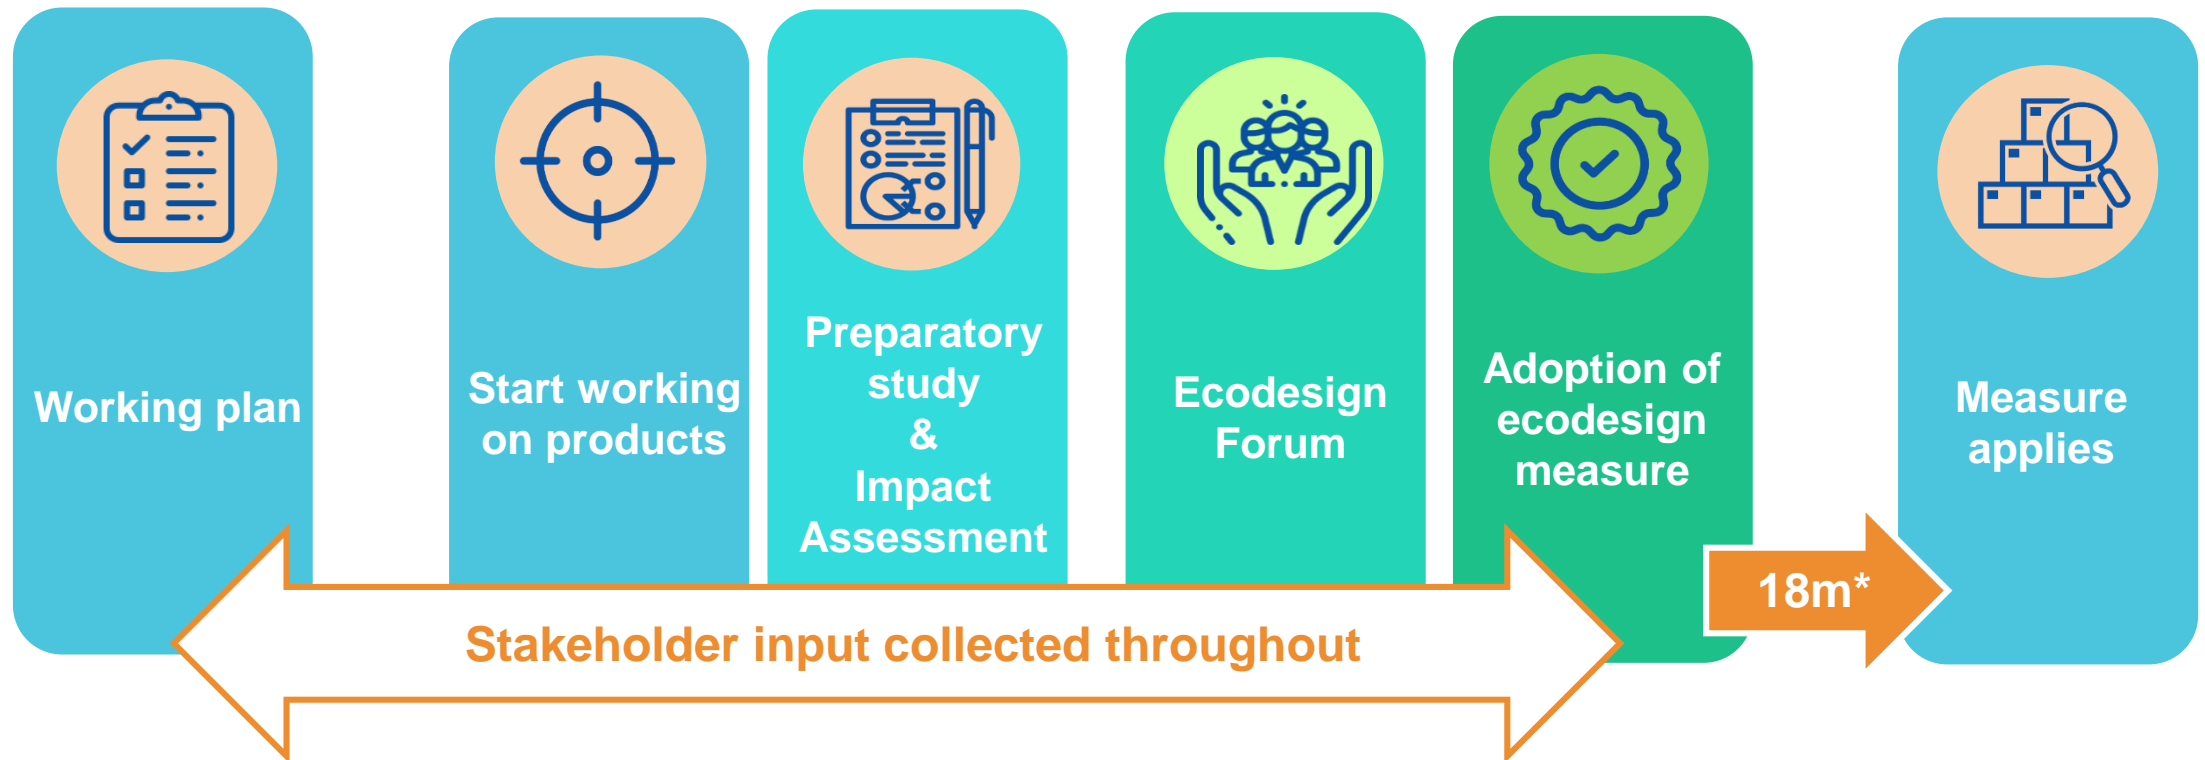 Working plan
Start working
on products
Preparatory
study
&
Impact
Assessment
Ecodesign
Forum
Adoption of
ecodesign
measure
Measure
applies
18m*
Stakeholder input collected throughout